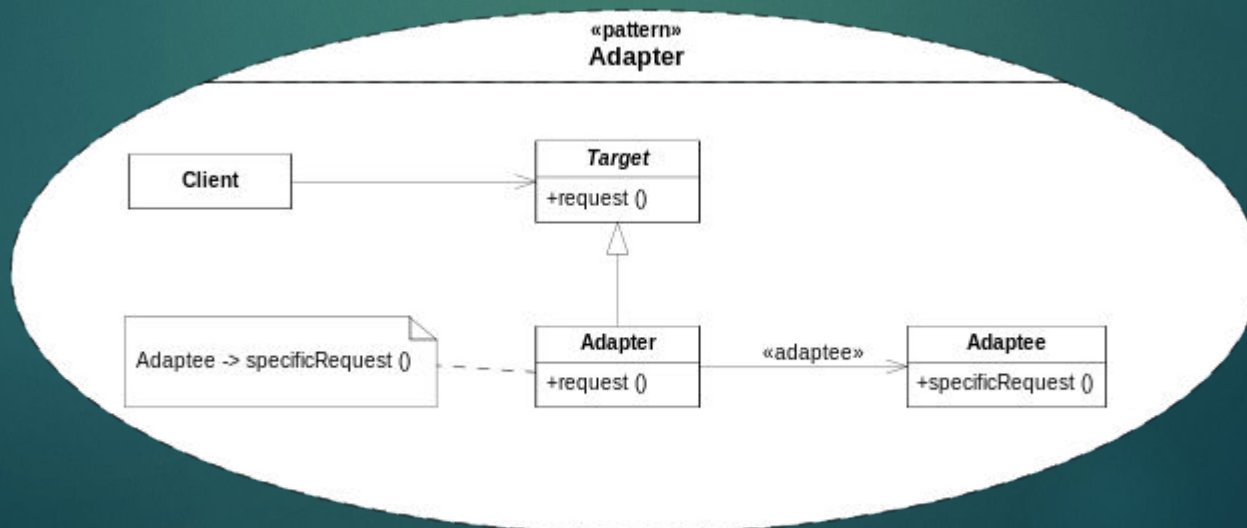 «pattern»
Adapter
Client
Target
+request ()
Adaptee -> specificRequest ()
Adapter
+request ()
«adaptee»
Adaptee
+specificRequest ()